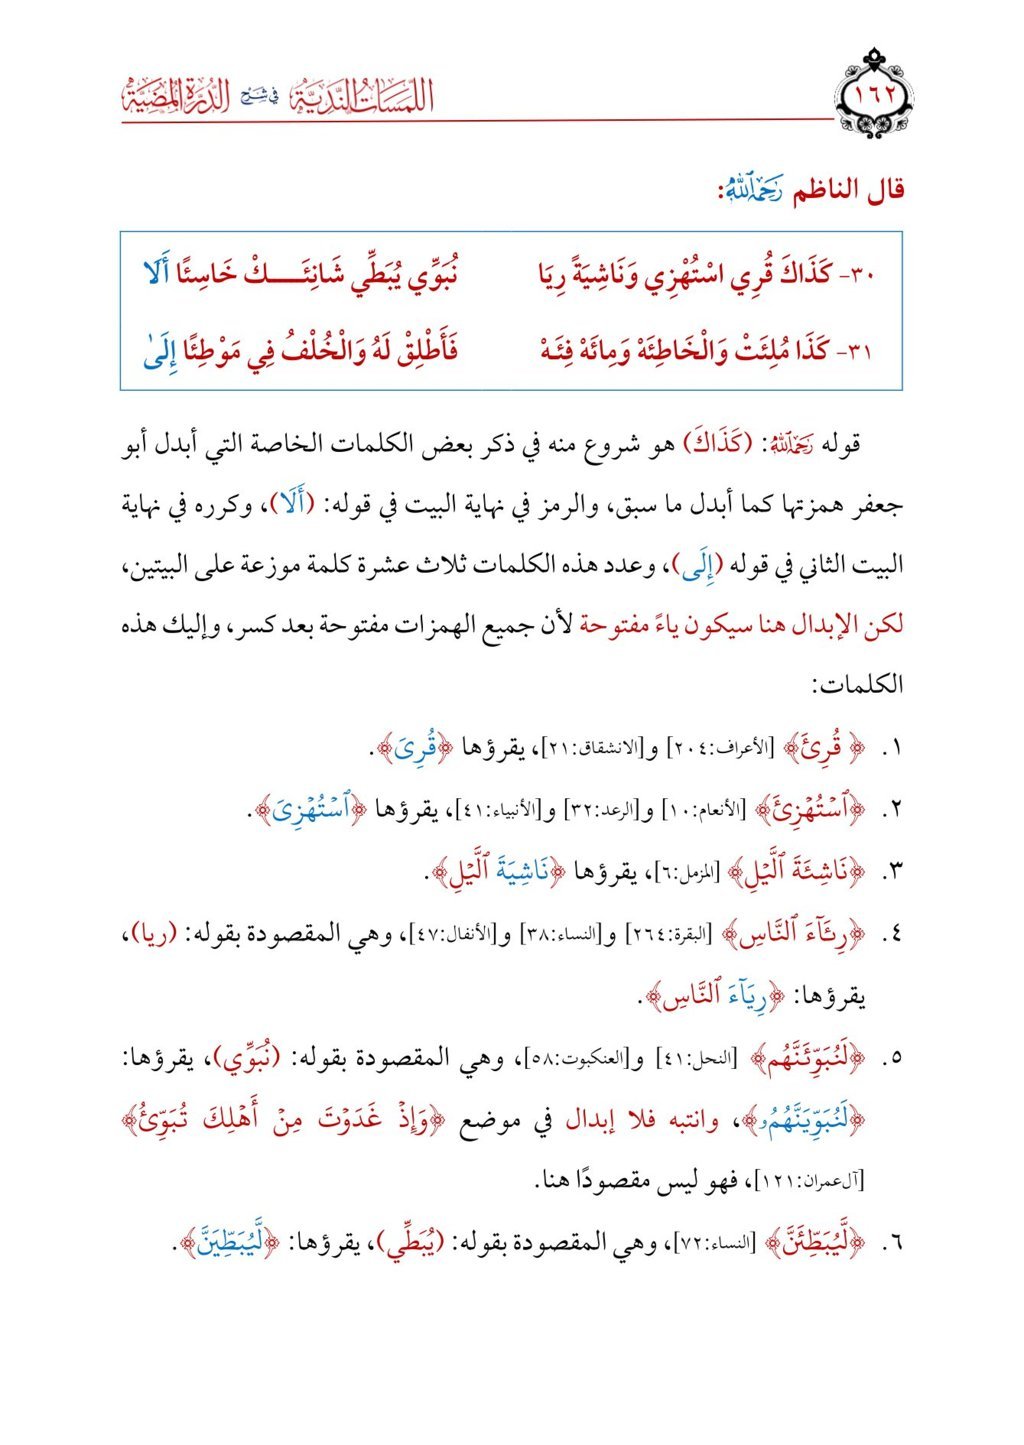 اللمسات الندية في شرح الدرة المضية
١٦٢
قال الناظم رَحِمَهُ اللَّهُ:
٣٠- كَذَاكَ قُرِي اسْتُهْزِي وَنَاشِيَةً رِيَا نُبَوِّي يُبَطِّي شَانِئَـــكْ خَاسِئًا أَلَا
٣١- كَذَا مُلِئَتْ وَالْخَاطِئَهْ وَمِائَهْ فِئَهْ فَأَطْلِقْ لَهُ وَالْخُلْفُ فِي مَوْطِئًا إِلَىٰ
قوله رَحِمَهُ اللَّهُ: (كَذَاكَ) هو شروع منه في ذكر بعض الكلمات الخاصة التي أبدل أبو
جعفر همزتها كما أبدل ما سبق، والرمز في نهاية البيت في قوله: (أَلَا)، وكرره في نهاية
البيت الثاني في قوله (إِلَى)، وعدد هذه الكلمات ثلاث عشرة كلمة موزعة على البيتين،
لكن الإبدال هنا سيكون ياءً مفتوحة لأن جميع الهمزات مفتوحة بعد كسر، وإليك هذه
الكلمات:
١. ﴿قُرِئَ﴾ [الأعراف:٢٠٤] و[الانشقاق:٢١]، يقرؤها ﴿قُرِيَ﴾.
٢. ﴿ٱسۡتُهۡزِئَ﴾ [الأنعام:١٠] و[الرعد:٣٢] و[الأنبياء:٤١]، يقرؤها ﴿ٱسۡتُهۡزِيَ﴾.
٣. ﴿نَاشِئَةَ ٱلَّيۡلِ﴾ [المزمل:٦]، يقرؤها ﴿نَاشِيَةَ ٱلَّيۡلِ﴾.
٤. ﴿رِئَآءَ ٱلنَّاسِ﴾ [البقرة:٢٦٤] و[النساء:٣٨] و[الأنفال:٤٧]، وهي المقصودة بقوله: (ريا)،
يقرؤها: ﴿رِيَآءَ ٱلنَّاسِ﴾.
٥. ﴿لَنُبَوِّئَنَّهُم﴾ [النحل:٤١] و[العنكبوت:٥٨]، وهي المقصودة بقوله: (نُبَوِّي)، يقرؤها:
﴿لَنُبَوِّيَنَّهُمُۥ﴾، وانتبه فلا إبدال في موضع ﴿وَإِذۡ غَدَوۡتَ مِنۡ أَهۡلِكَ تُبَوِّئُ﴾
[آل عمران:١٢١]، فهو ليس مقصودًا هنا.
٦. ﴿لَّيُبَطِّئَنَّ﴾ [النساء:٧٢]، وهي المقصودة بقوله: (يُبَطِّي)، يقرؤها: ﴿لَّيُبَطِّيَنَّ﴾.